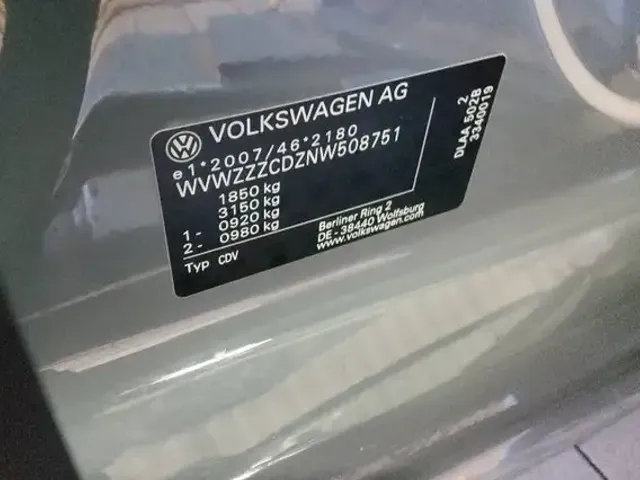 VOLKSWAGEN AG
e1*2007/46*2180
WVWZZZCDZNW508751
1850 kg
3150 kg
1- 0920 kg
2- 0980 kg
Typ CDV
Berliner Ring 2
DE - 38440 Wolfsburg
www.volkswagen.com
2
DLAA 502B
3340019